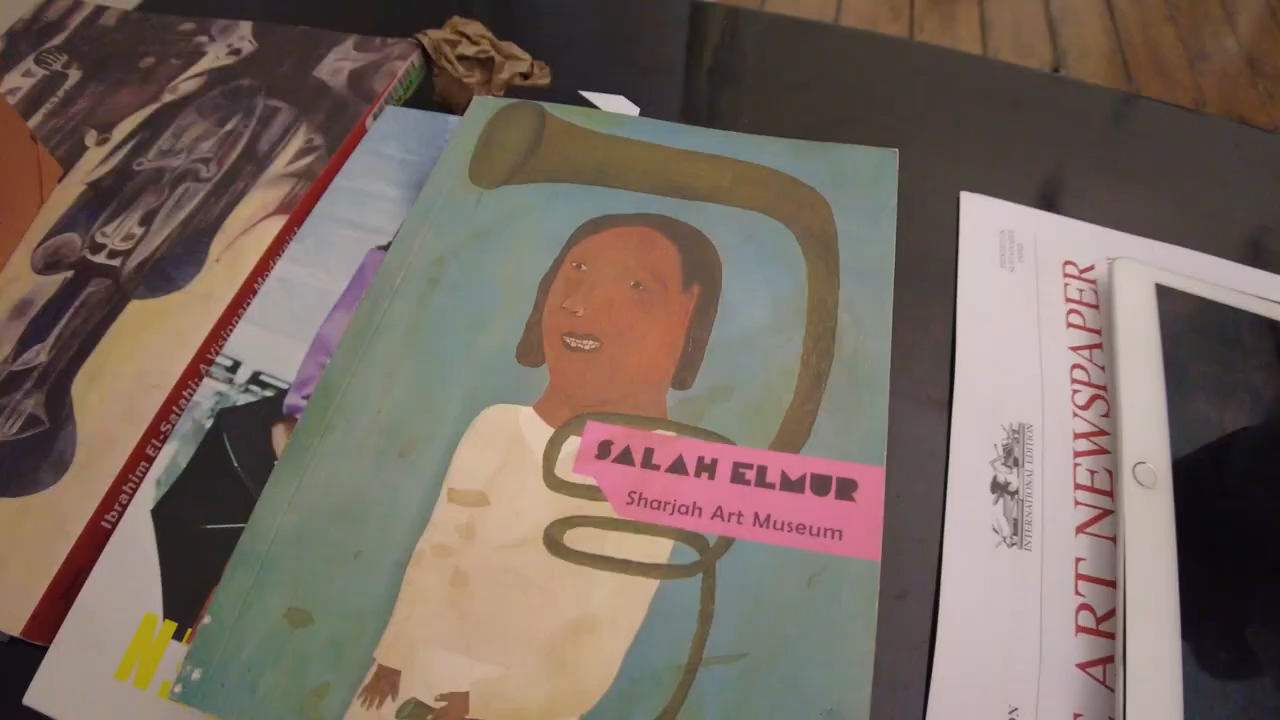 Ibrahim El-Salahi: A Visionary Modernist
N.
SALAH ELMUR
Sharjah Art Museum
INTERNATIONAL EDITION
ART NEWSPAPER